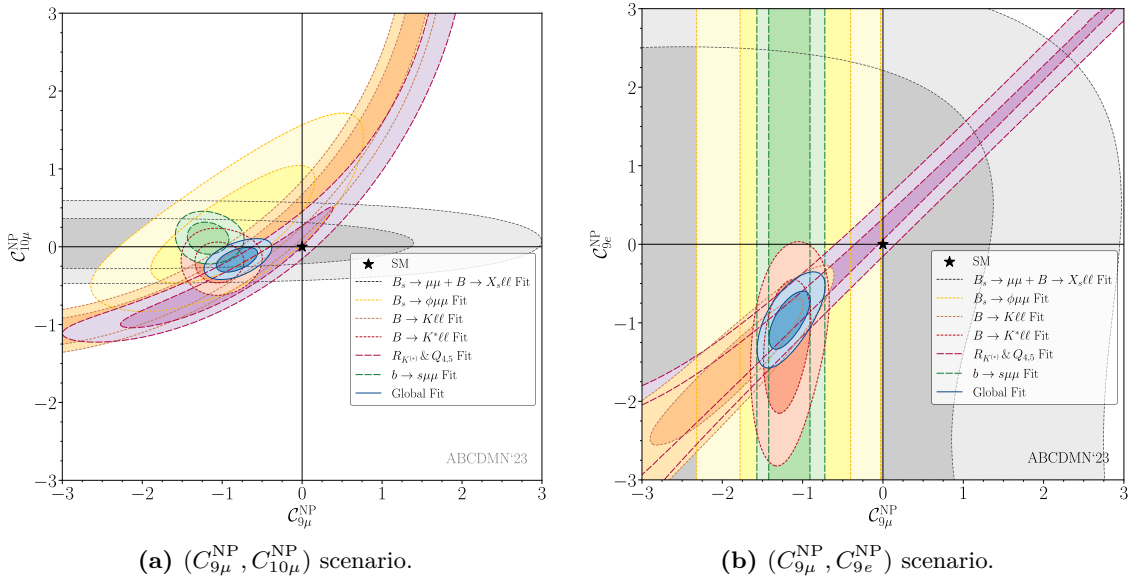 3
2
1
0
−1
−2
−3
−3 −2 −1 0 1 2 3
C^NP_10μ
C^NP_9μ
SM
B_s → μμ + B → X_sℓℓ Fit
B_s → ϕμμ Fit
B → Kℓℓ Fit
B → K*ℓℓ Fit
R_K(*) & Q_4,5 Fit
b → sμμ Fit
Global Fit
ABCDMN‘23
(a) (C^NP_9μ, C^NP_10μ) scenario.
3
2
1
0
−1
−2
−3
−3 −2 −1 0 1 2 3
C^NP_9e
C^NP_9μ
SM
B_s → μμ + B → X_sℓℓ Fit
B_s → ϕμμ Fit
B → Kℓℓ Fit
B → K*ℓℓ Fit
R_K(*) & Q_4,5 Fit
b → sμμ Fit
Global Fit
ABCDMN‘23
(b) (C^NP_9μ, C^NP_9e) scenario.